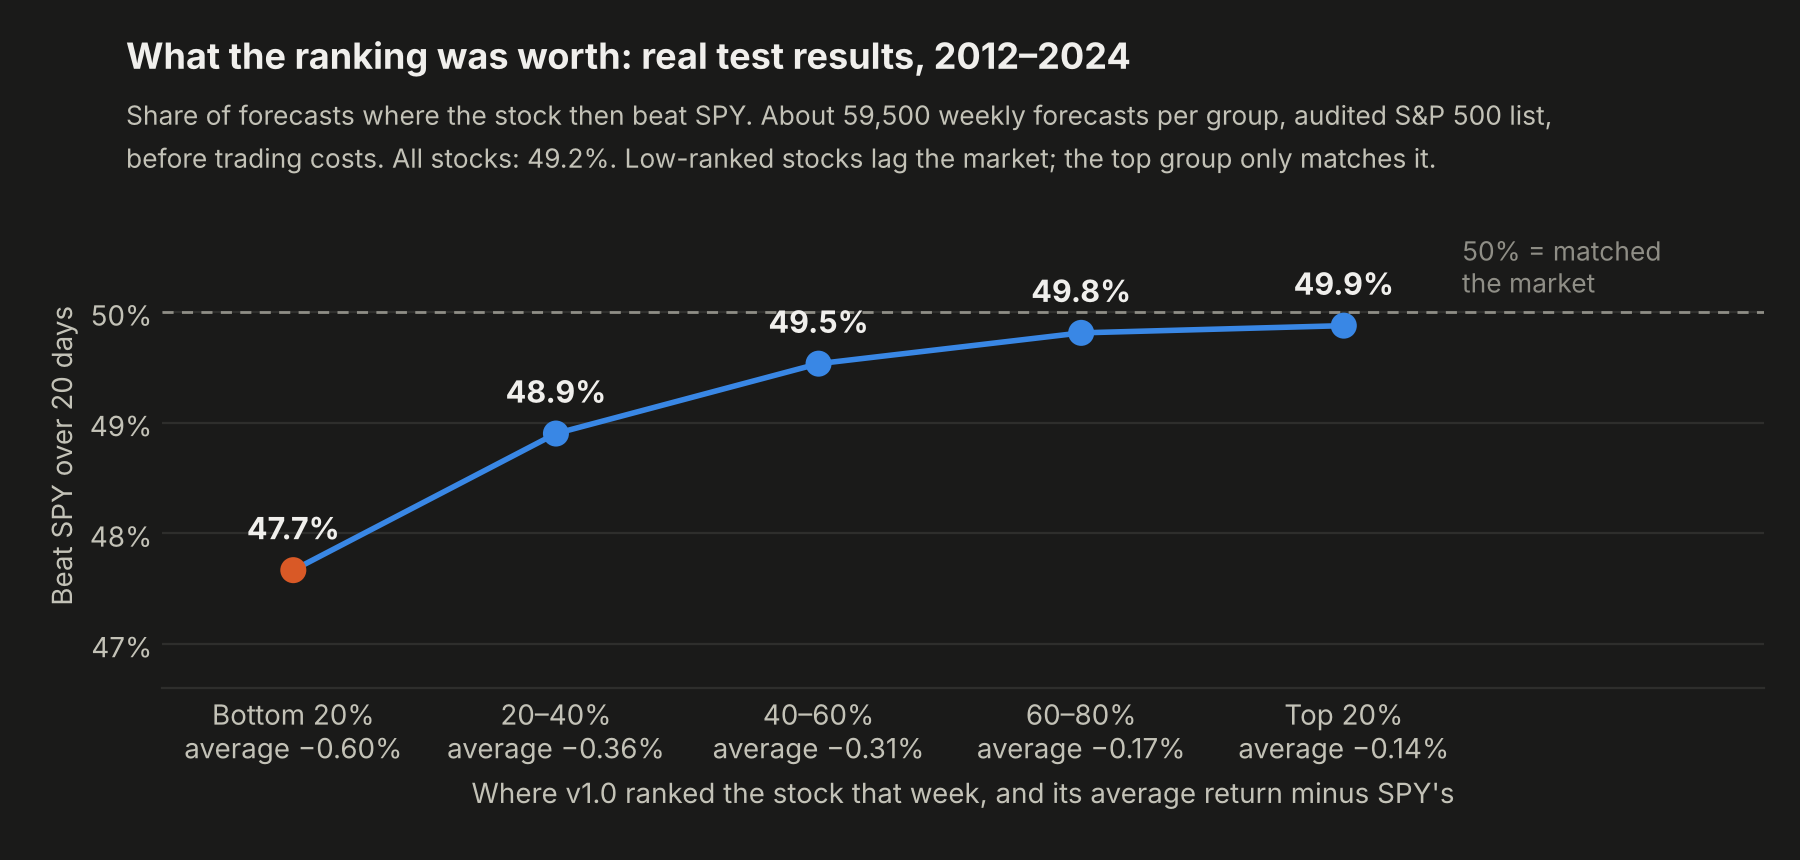 What the ranking was worth: real test results, 2012–2024
Share of forecasts where the stock then beat SPY. About 59,500 weekly forecasts per group, audited S&P 500 list,
before trading costs. All stocks: 49.2%. Low-ranked stocks lag the market; the top group only matches it.
50% = matched
the market
49.8%
49.9%
50%
49.5%
48.9%
49%
47.7%
48%
47%
Beat SPY over 20 days
Bottom 20%
average −0.60%
20–40%
average −0.36%
40–60%
average −0.31%
60–80%
average −0.17%
Top 20%
average −0.14%
Where v1.0 ranked the stock that week, and its average return minus SPY's